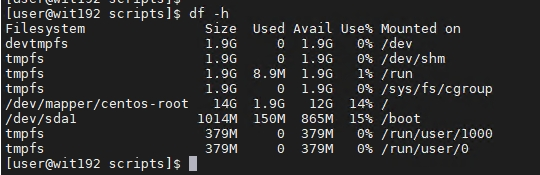 [user@wit192 scripts]$ df -h
Filesystem Size Used Avail Use% Mounted on
devtmpfs 1.9G 0 1.9G 0% /dev
tmpfs 1.9G 0 1.9G 0% /dev/shm
tmpfs 1.9G 8.9M 1.9G 1% /run
tmpfs 1.9G 0 1.9G 0% /sys/fs/cgroup
/dev/mapper/centos-root 14G 1.9G 12G 14% /
/dev/sda1 1014M 150M 865M 15% /boot
tmpfs 379M 0 379M 0% /run/user/1000
tmpfs 379M 0 379M 0% /run/user/0
[user@wit192 scripts]$